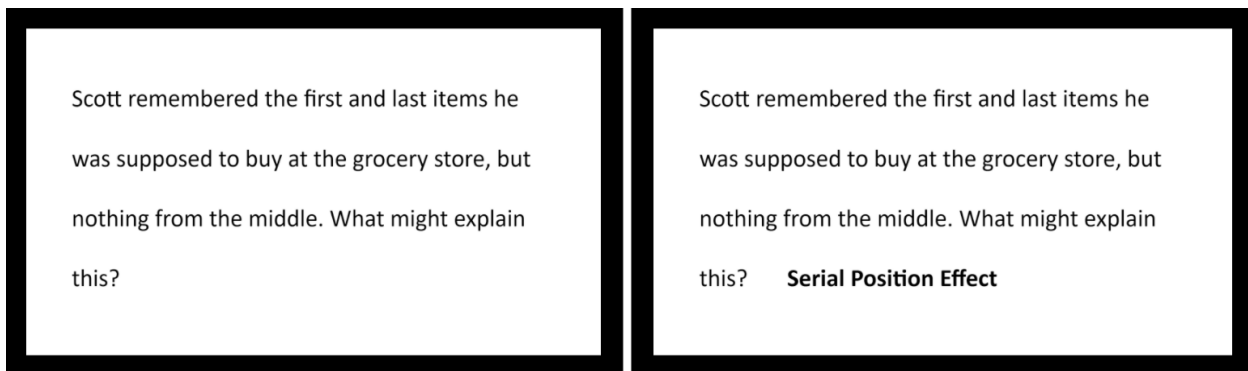 Scott remembered the first and last items he
was supposed to buy at the grocery store, but
nothing from the middle. What might explain
this?
Scott remembered the first and last items he
was supposed to buy at the grocery store, but
nothing from the middle. What might explain
this? Serial Position Effect